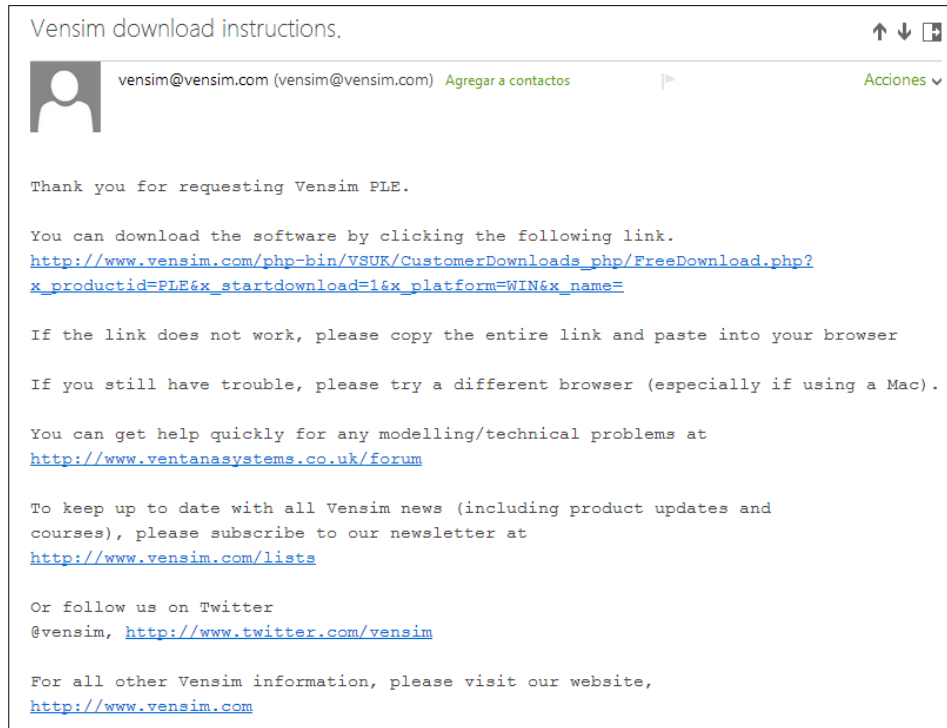 Vensim download instructions.
vensim@vensim.com (vensim@vensim.com) Agregar a contactos Acciones
Thank you for requesting Vensim PLE.
You can download the software by clicking the following link.
http://www.vensim.com/php-bin/VSUK/CustomerDownloads_php/FreeDownload.php?
x_productid=PLE&x_startdownload=1&x_platform=WIN&x_name=
If the link does not work, please copy the entire link and paste into your browser
If you still have trouble, please try a different browser (especially if using a Mac).
You can get help quickly for any modelling/technical problems at
http://www.ventanasystems.co.uk/forum
To keep up to date with all Vensim news (including product updates and
courses), please subscribe to our newsletter at
http://www.vensim.com/lists
Or follow us on Twitter
@vensim, http://www.twitter.com/vensim
For all other Vensim information, please visit our website,
http://www.vensim.com